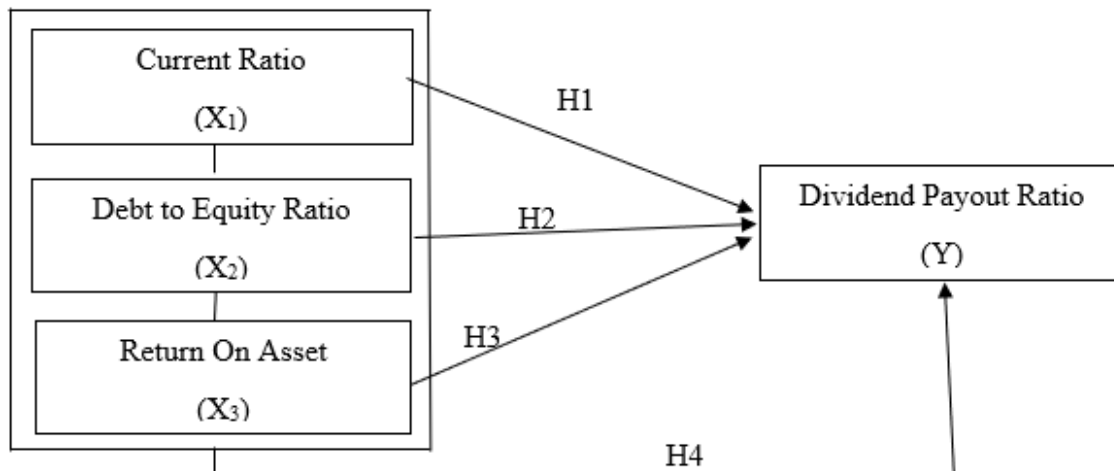 Current Ratio
(X₁)
H1
Debt to Equity Ratio
(X₂)
H2
Dividend Payout Ratio
(Y)
Return On Asset
(X₃)
H3
H4